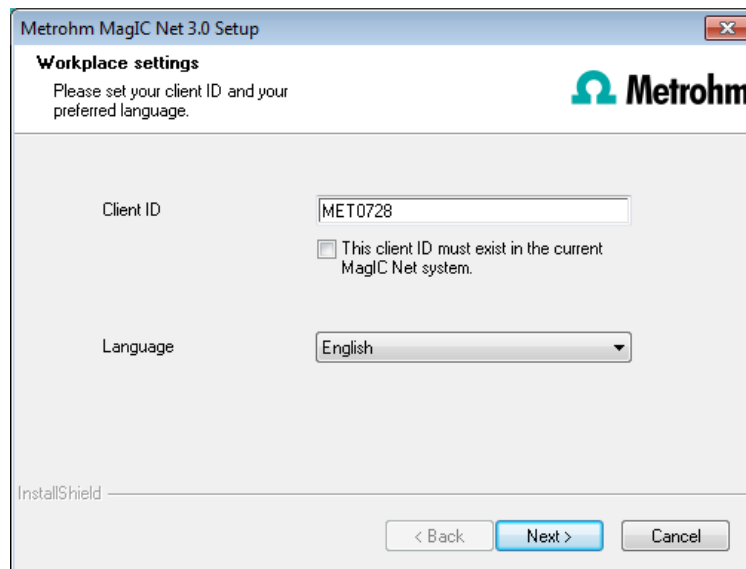 Metrohm MagIC Net 3.0 Setup
Workplace settings
Please set your client ID and your
preferred language.
Metrohm
Client ID
MET0728
This client ID must exist in the current
MagIC Net system.
Language
English
InstallShield
< Back
Next >
Cancel